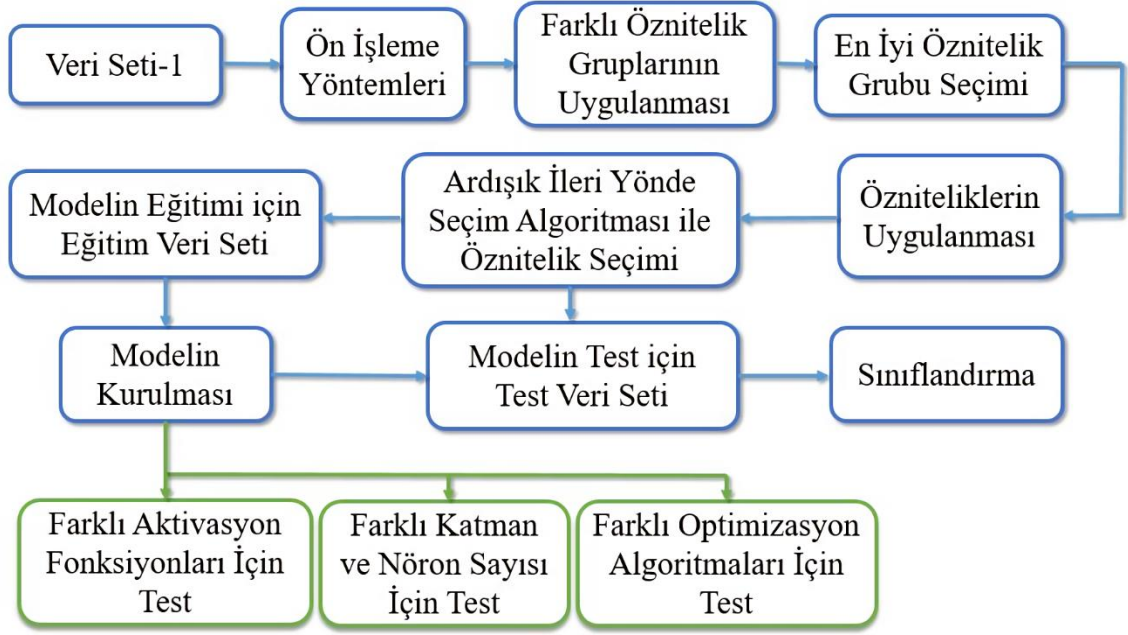 Veri Seti-1
Ön İşleme
Yöntemleri
Farklı Öznitelik
Gruplarının
Uygulanması
En İyi Öznitelik
Grubu Seçimi
Özniteliklerin
Uygulanması
Ardışık İleri Yönde
Seçim Algoritması ile
Öznitelik Seçimi
Modelin Eğitimi için
Eğitim Veri Seti
Modelin
Kurulması
Modelin Test için
Test Veri Seti
Sınıflandırma
Farklı Aktivasyon
Fonksiyonları İçin
Test
Farklı Katman
ve Nöron Sayısı
İçin Test
Farklı Optimizasyon
Algoritmaları İçin
Test